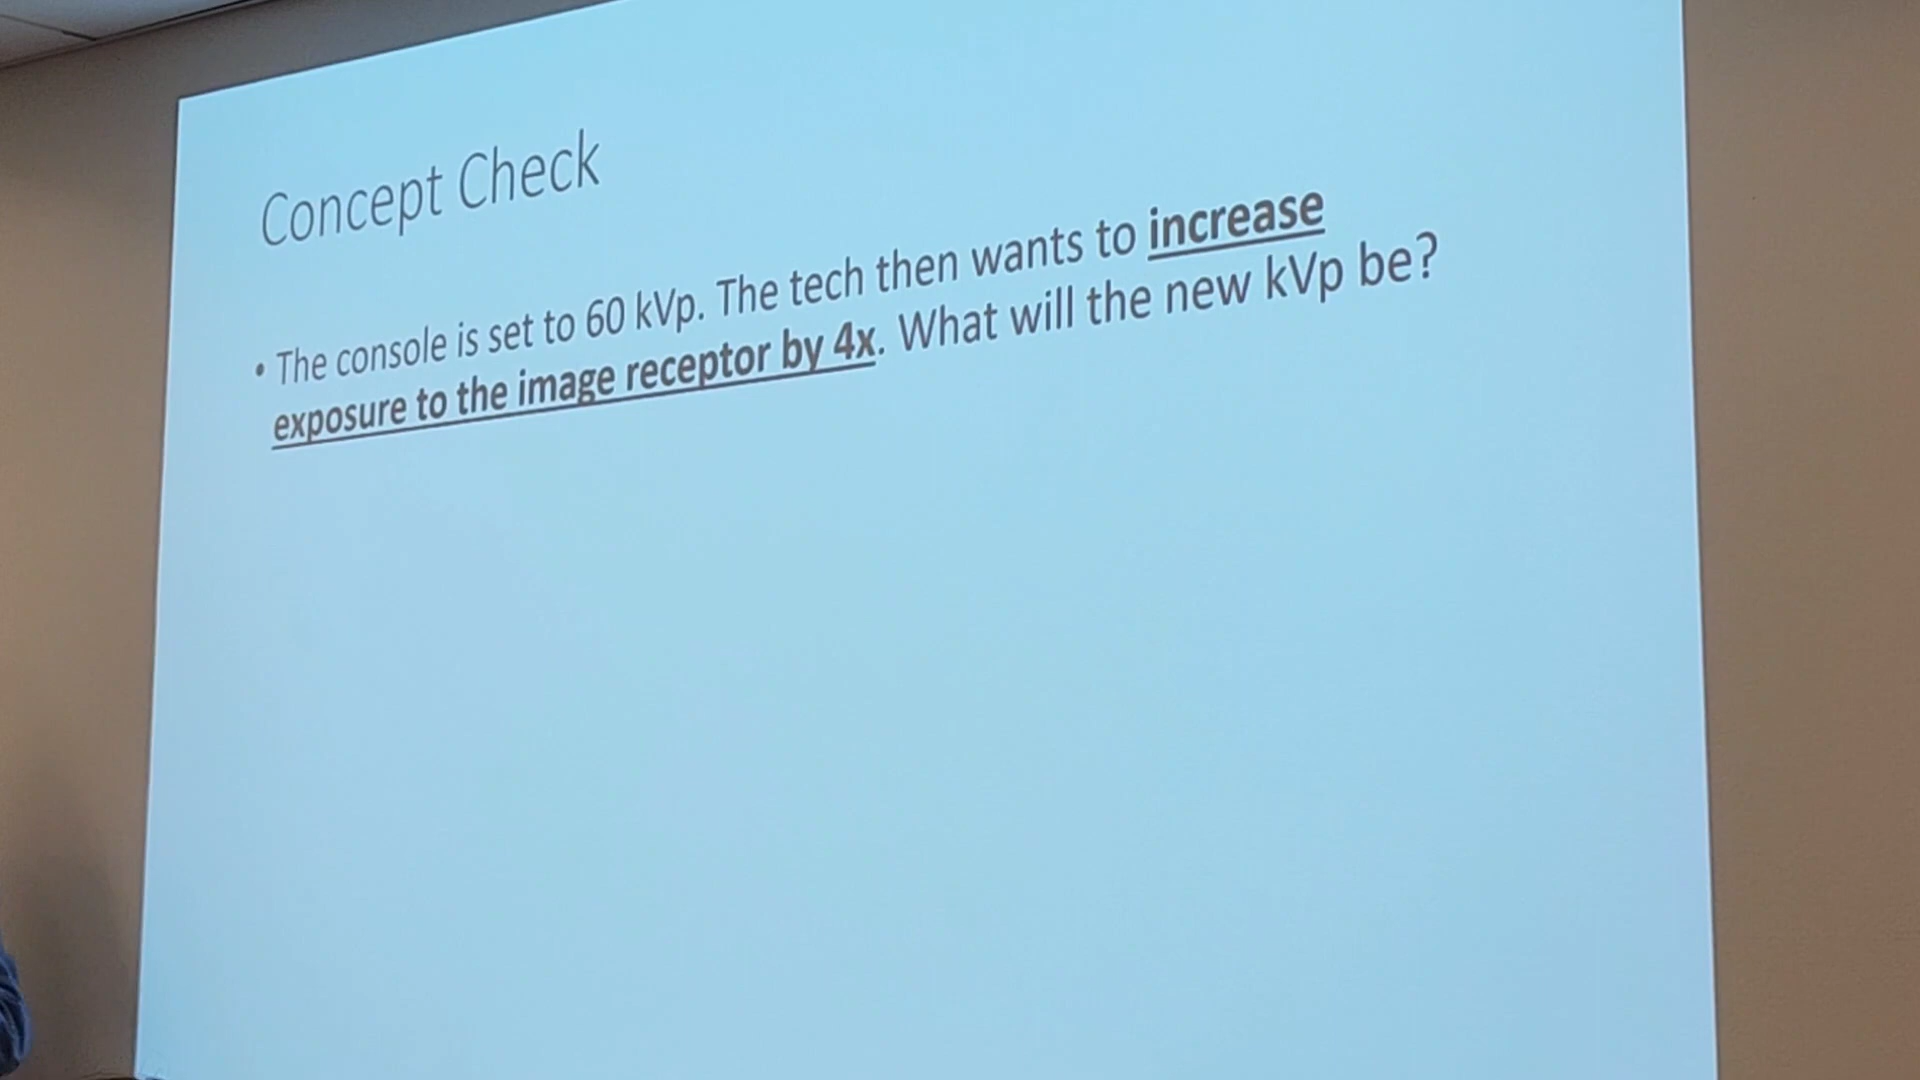 Concept Check
• The console is set to 60 kVp. The tech then wants to increase
exposure to the image receptor by 4x. What will the new kVp be?